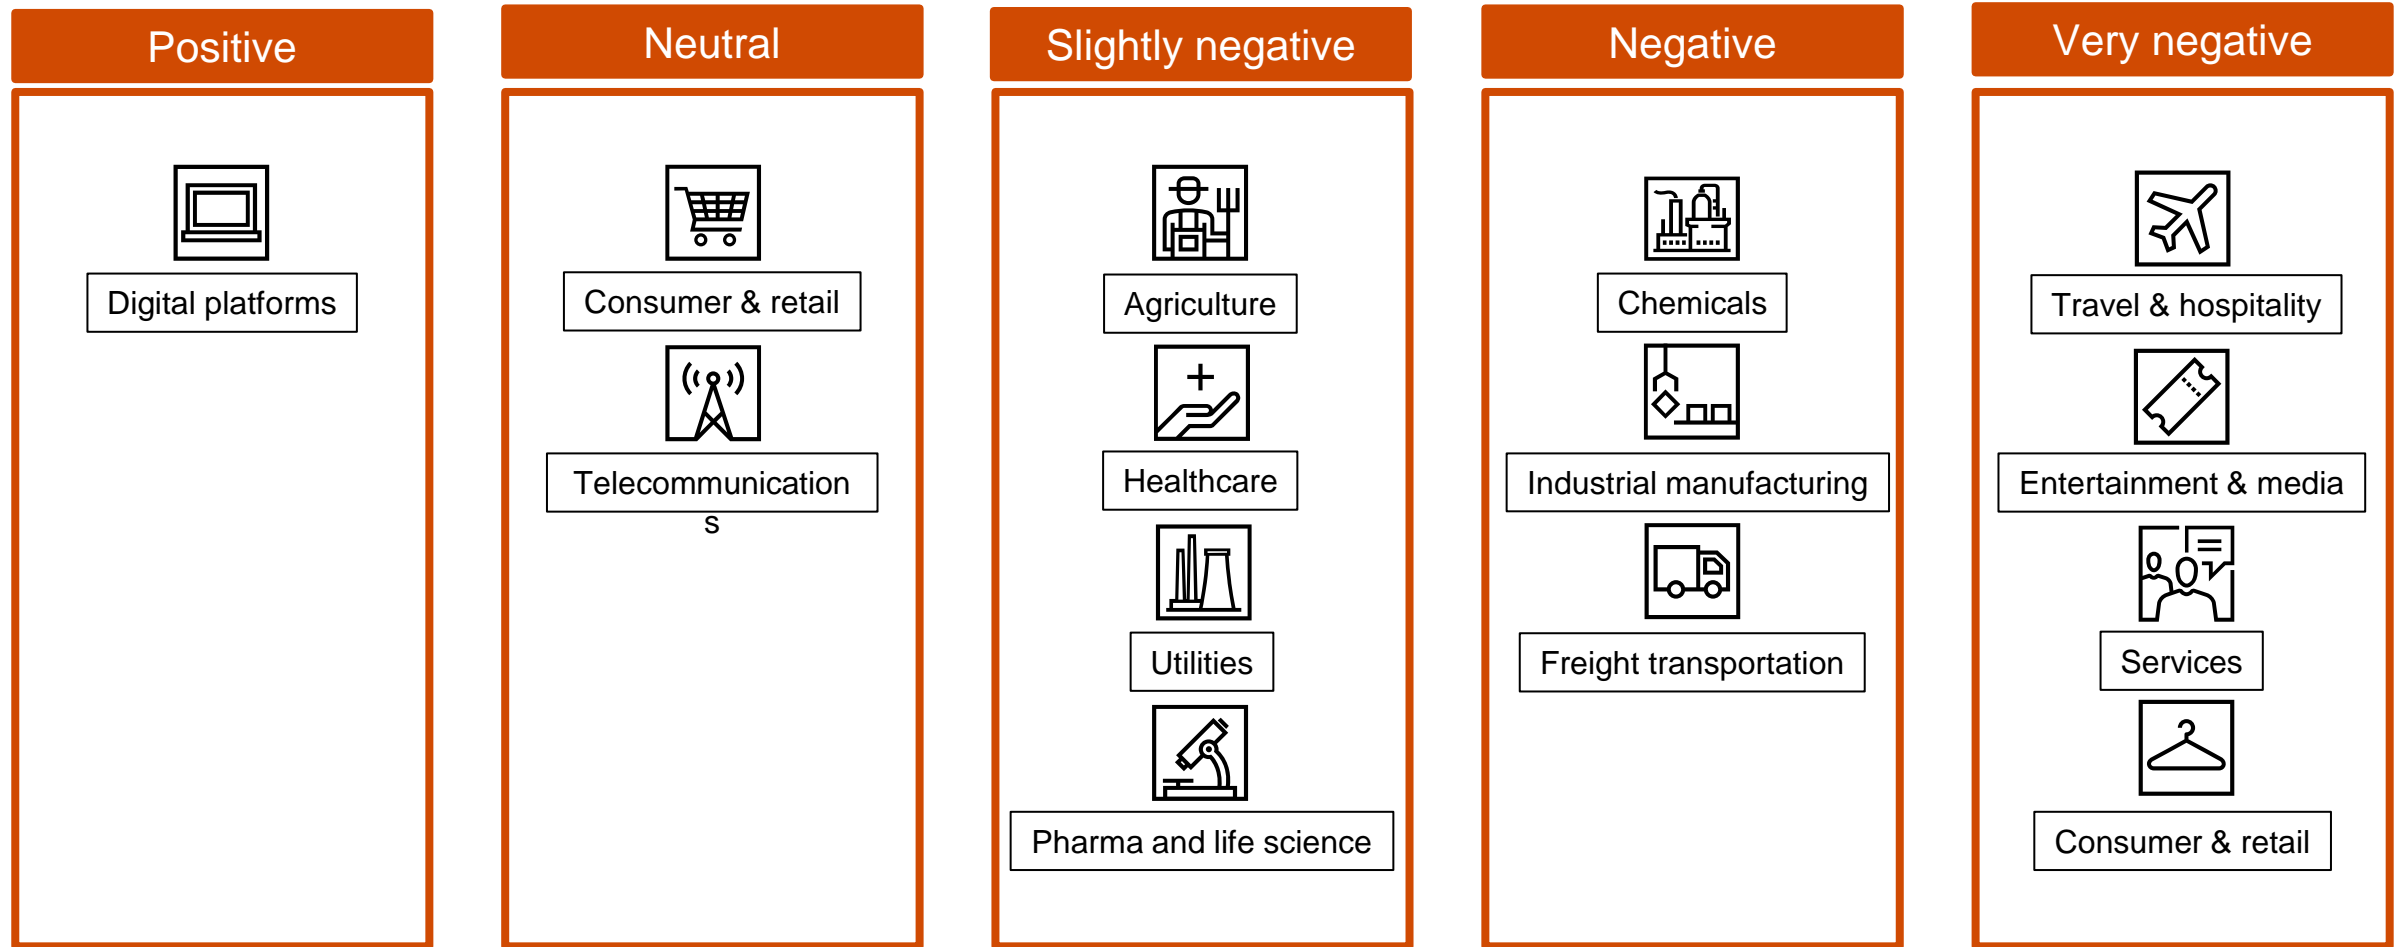 Positive
Digital platforms
Neutral
Consumer & retail
Telecommunication
s
Slightly negative
Agriculture
Healthcare
Utilities
Pharma and life science
Negative
Chemicals
Industrial manufacturing
Freight transportation
Very negative
Travel & hospitality
Entertainment & media
Services
Consumer & retail